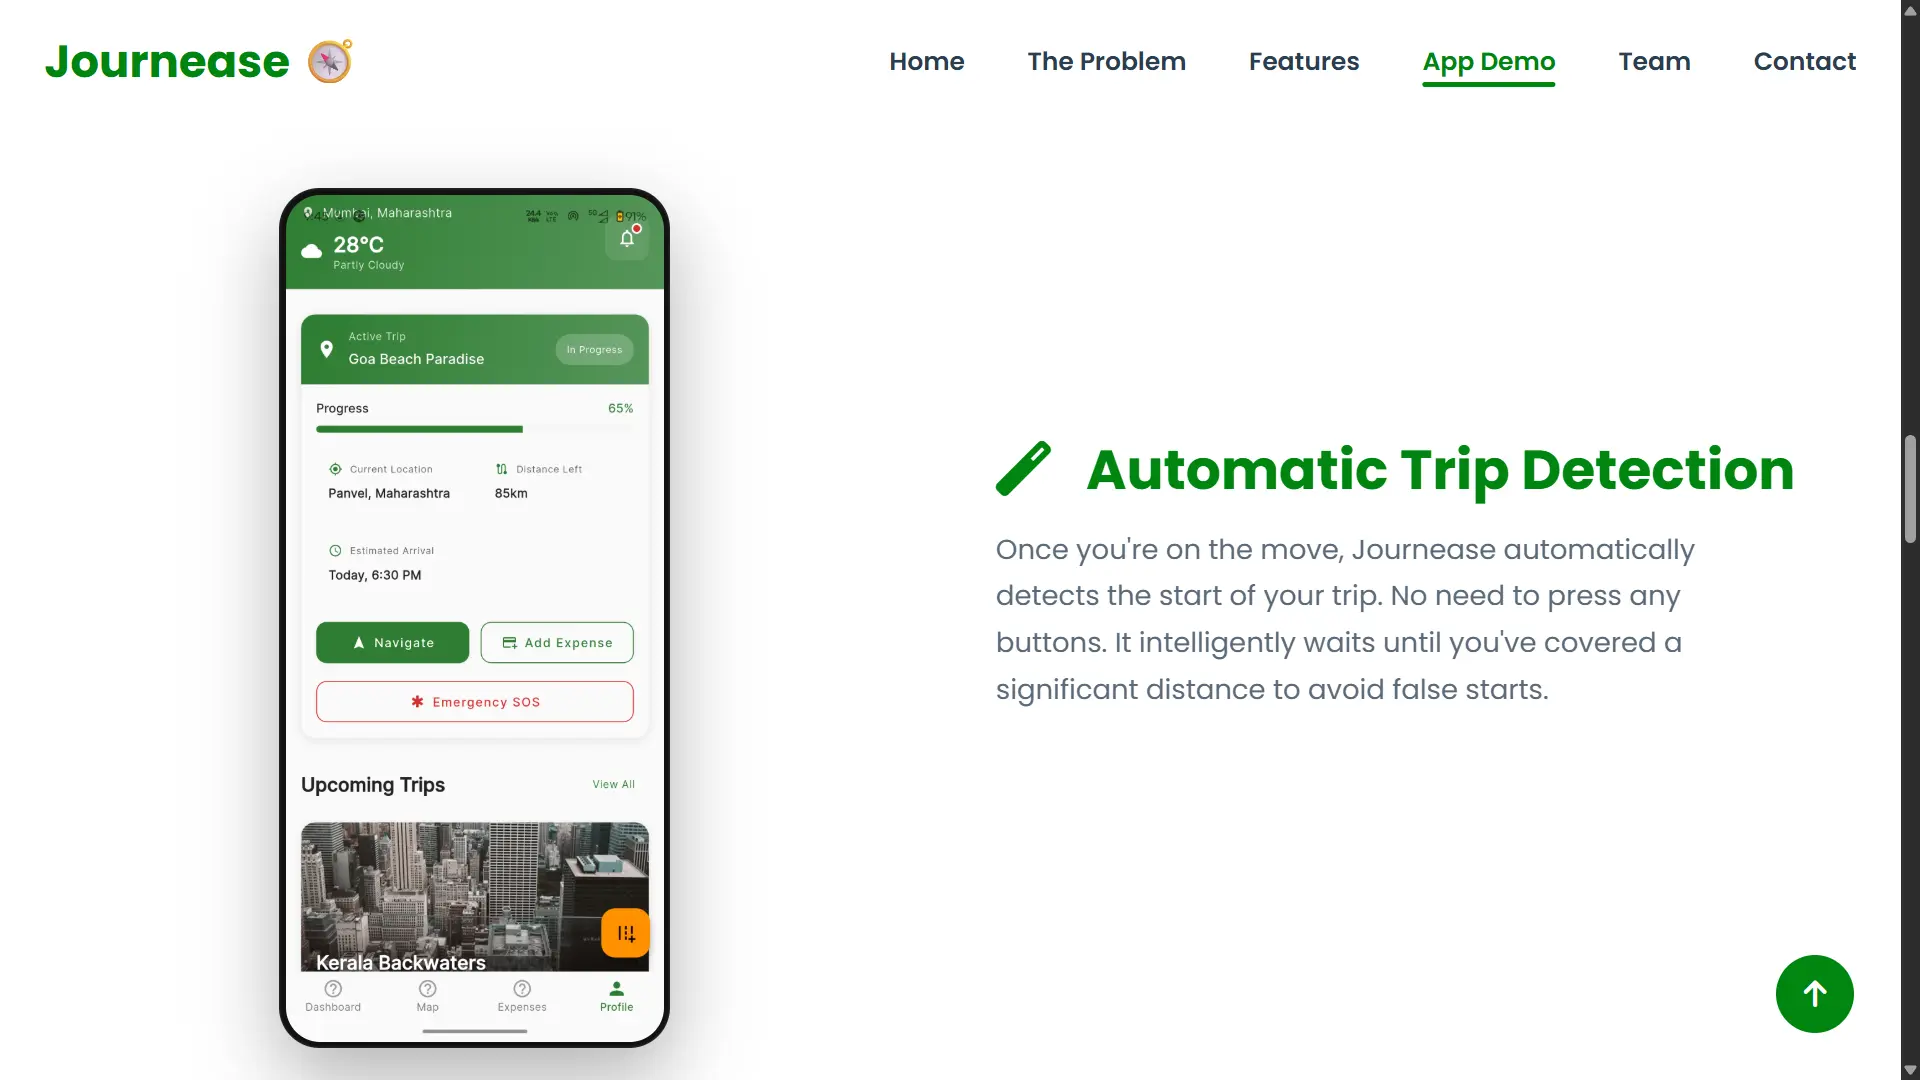 Journease
Home
The Problem
Features
App Demo
Team
Contact
Mumbai, Maharashtra
91%
28°C
Partly Cloudy
Active Trip
Goa Beach Paradise
In Progress
Progress
65%
Current Location
Distance Left
Panvel, Maharashtra
85km
Estimated Arrival
Today, 6:30 PM
Navigate
Add Expense
Emergency SOS
Upcoming Trips
View All
Kerala Backwaters
Dashboard
Map
Expenses
Profile
Automatic Trip Detection
Once you're on the move, Journease automatically
detects the start of your trip. No need to press any
buttons. It intelligently waits until you've covered a
significant distance to avoid false starts.